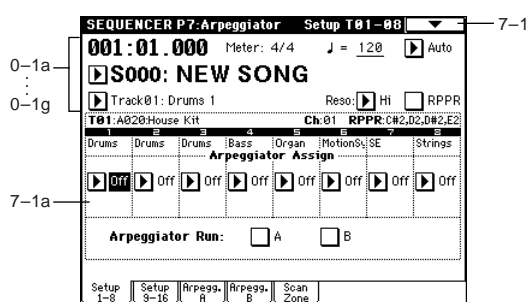 SEQUENCER P7:Arpeggiator Setup T01-08
7-1
001:01.000 Meter: 4/4 ♩ = 120 Auto
0-1a
S000: NEW SONG
0-1g
Track01: Drums 1 Reso: Hi RPPR
T01:A020:House Kit Ch:01 RPPR:C#2,D2,D#2,E2
1 2 3 4 5 6 7 8
Drums Drums Drums Bass Organ MotionSy SE Strings
Arpeggiator Assign
Off Off Off Off Off Off Off Off
7-1a
Arpeggiator Run: A B
Setup 1-8 Setup 9-16 Arpegg. A Arpegg. B Scan Zone